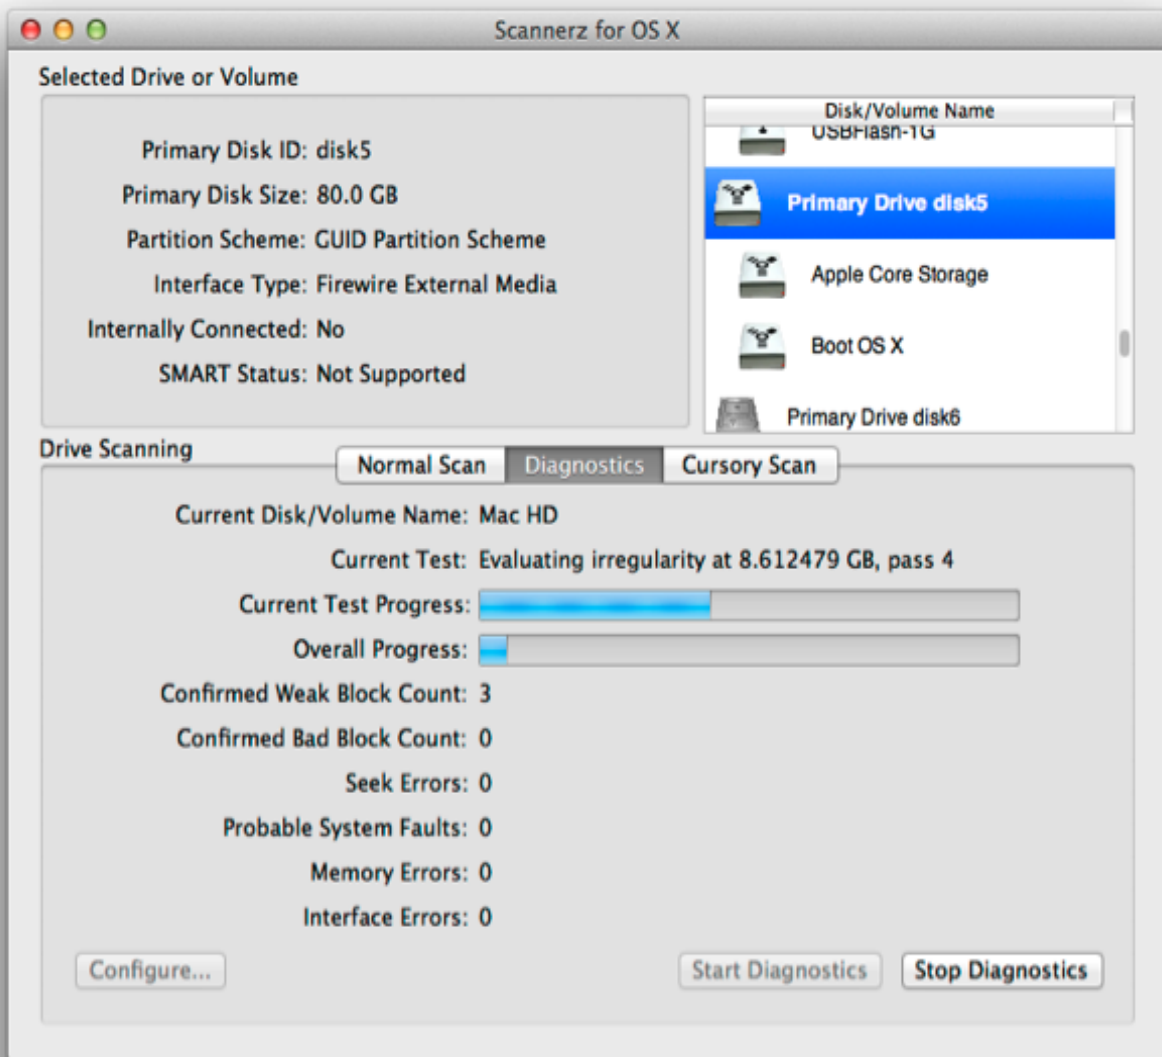 Scannerz for OS X
Selected Drive or Volume
Primary Disk ID: disk5
Primary Disk Size: 80.0 GB
Partition Scheme: GUID Partition Scheme
Interface Type: Firewire External Media
Internally Connected: No
SMART Status: Not Supported
Disk/Volume Name
USBFlash-1G
Primary Drive disk5
Apple Core Storage
Boot OS X
Primary Drive disk6
Drive Scanning
Normal Scan Diagnostics Cursory Scan
Current Disk/Volume Name: Mac HD
Current Test: Evaluating irregularity at 8.612479 GB, pass 4
Current Test Progress:
Overall Progress:
Confirmed Weak Block Count: 3
Confirmed Bad Block Count: 0
Seek Errors: 0
Probable System Faults: 0
Memory Errors: 0
Interface Errors: 0
Configure... Start Diagnostics Stop Diagnostics